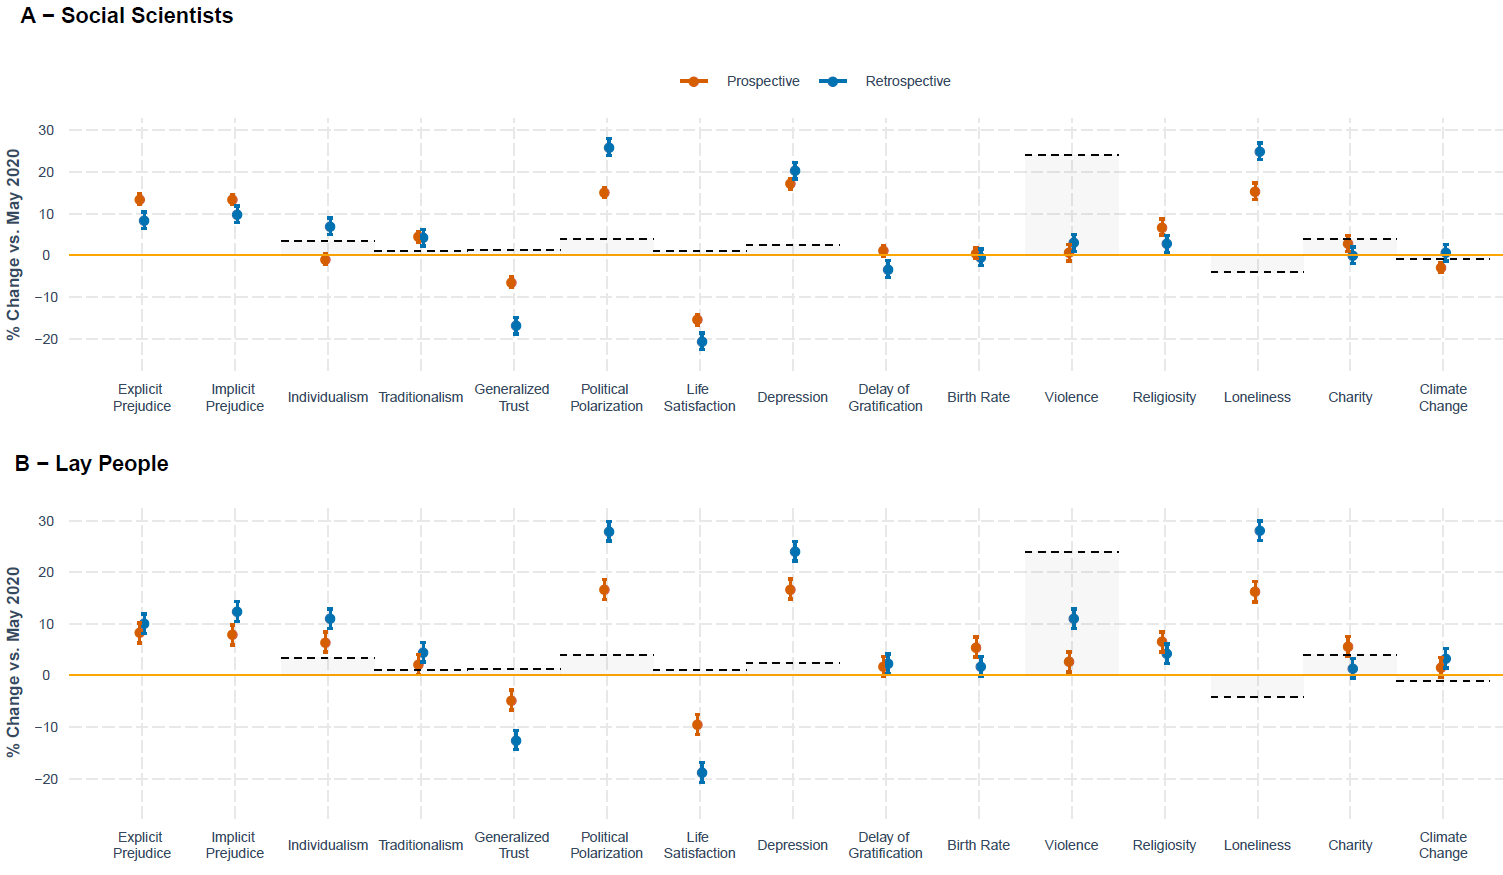 A − Social Scientists
Prospective Retrospective
% Change vs. May 2020
30
20
10
0
−10
−20
Explicit Prejudice
Implicit Prejudice
Individualism
Traditionalism
Generalized Trust
Political Polarization
Life Satisfaction
Depression
Delay of Gratification
Birth Rate
Violence
Religiosity
Loneliness
Charity
Climate Change
B − Lay People
% Change vs. May 2020
30
20
10
0
−10
−20
Explicit Prejudice
Implicit Prejudice
Individualism
Traditionalism
Generalized Trust
Political Polarization
Life Satisfaction
Depression
Delay of Gratification
Birth Rate
Violence
Religiosity
Loneliness
Charity
Climate Change